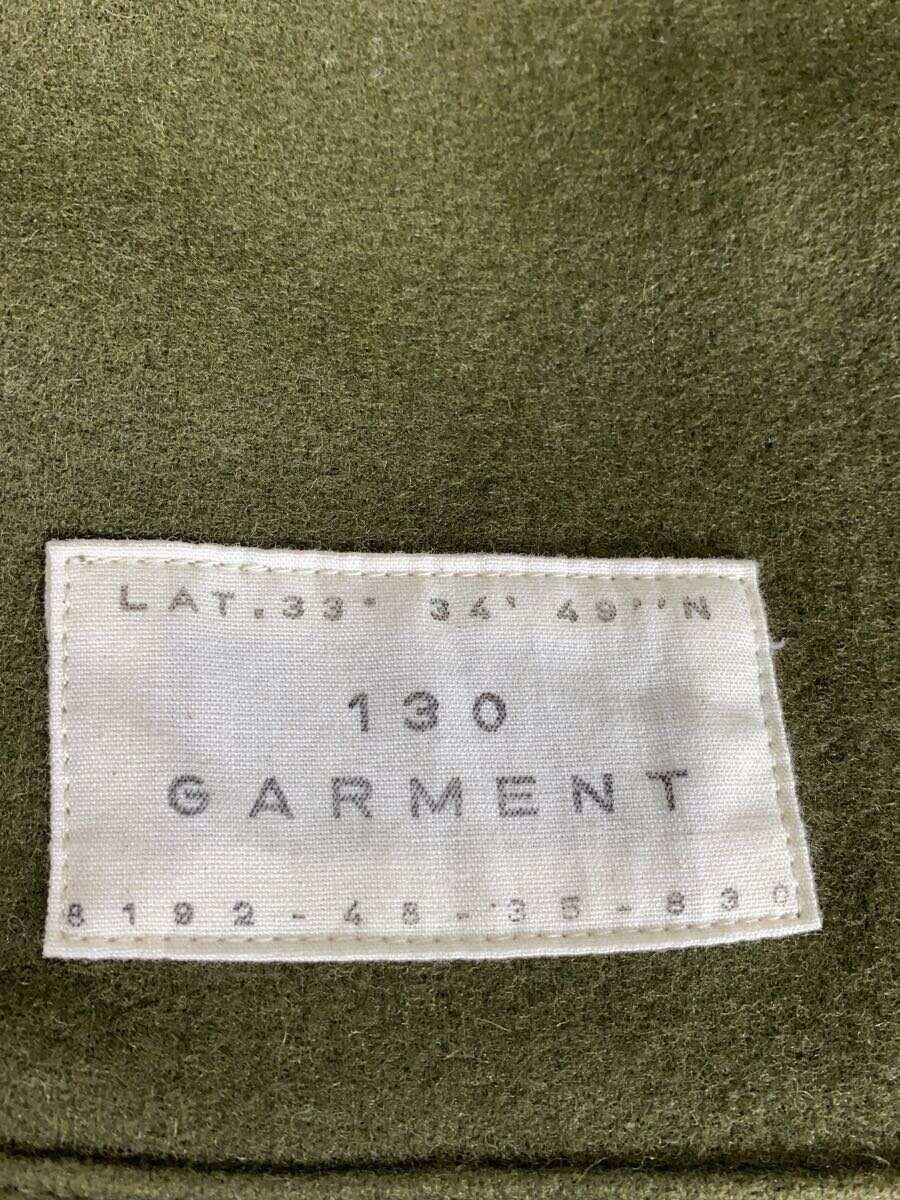 LAT.33° 34' 49''N
130
GARMENT
8192-48-35-830